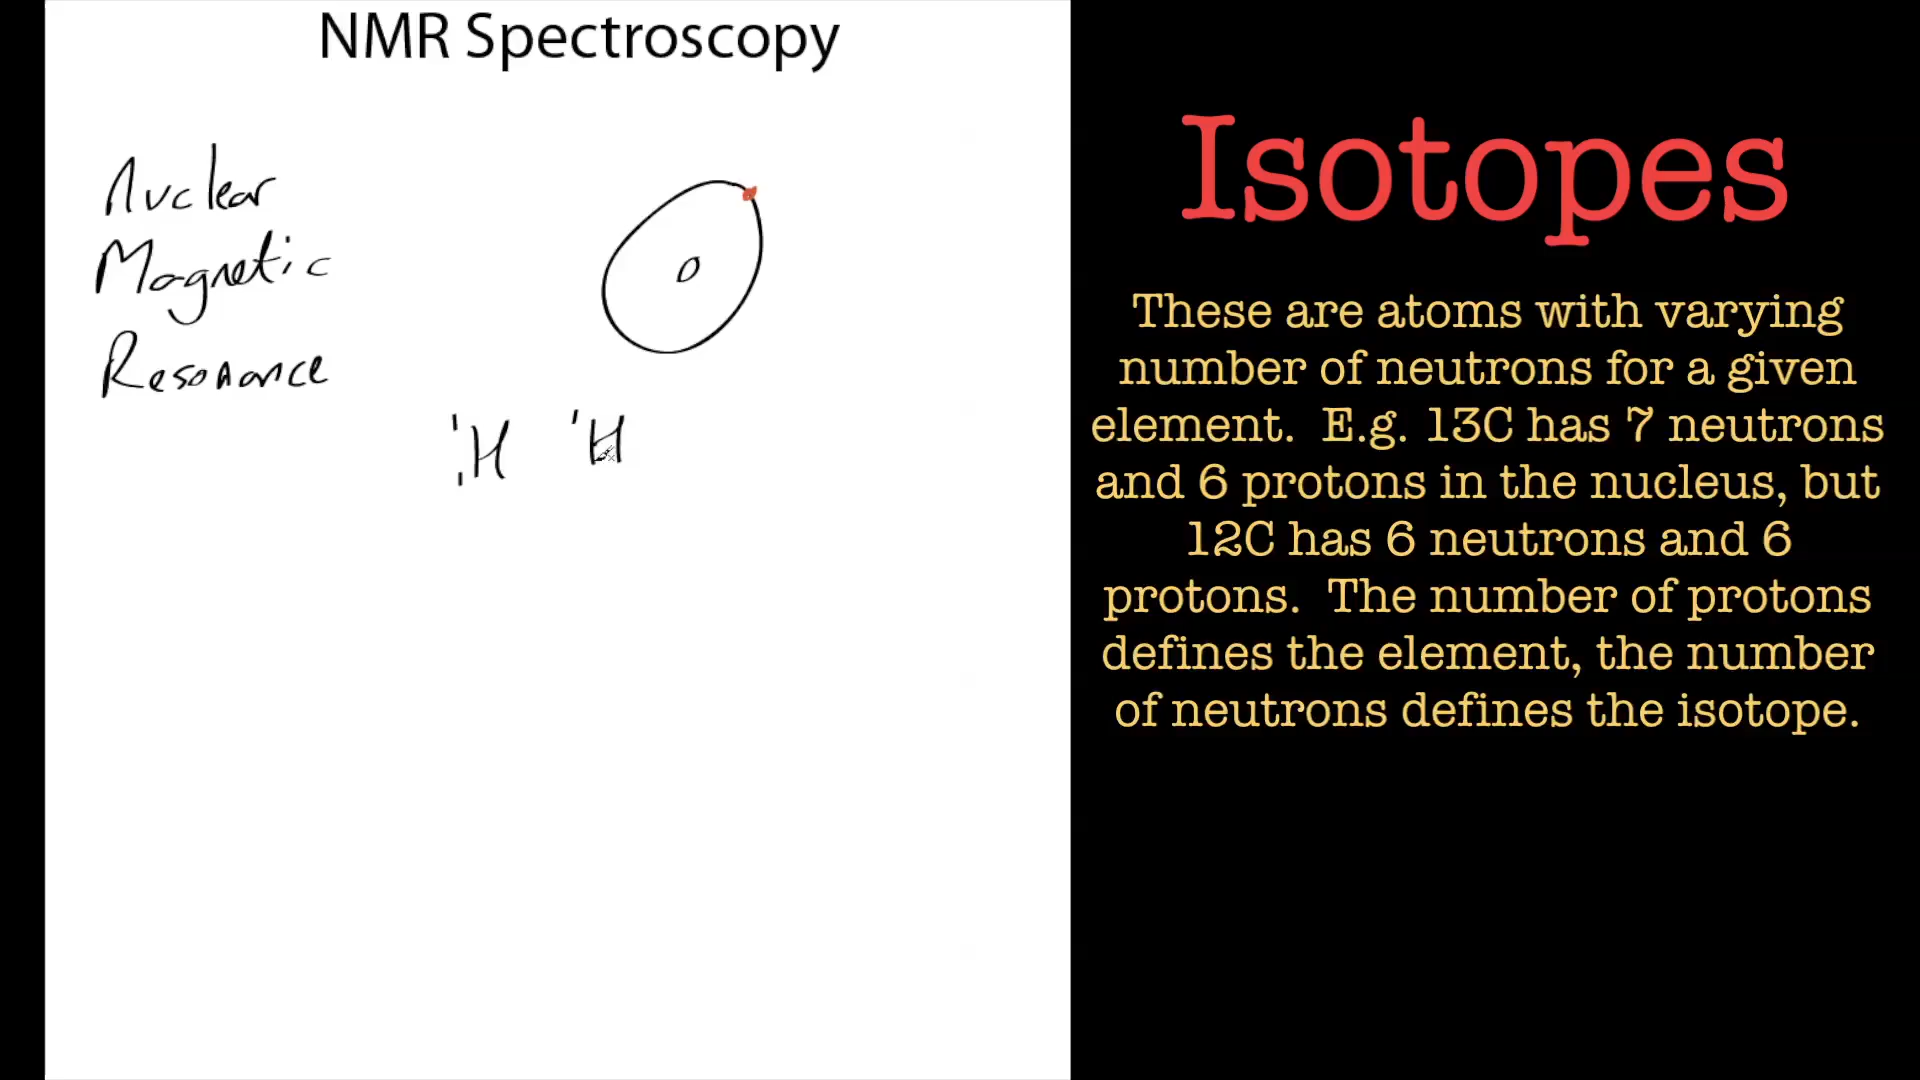 NMR Spectroscopy
Nuclear
Magnetic
Resonance
¹₁H ¹H
Isotopes
These are atoms with varying
number of neutrons for a given
element.  E.g. 13C has 7 neutrons
and 6 protons in the nucleus, but
12C has 6 neutrons and 6
protons.  The number of protons
defines the element, the number
of neutrons defines the isotope.